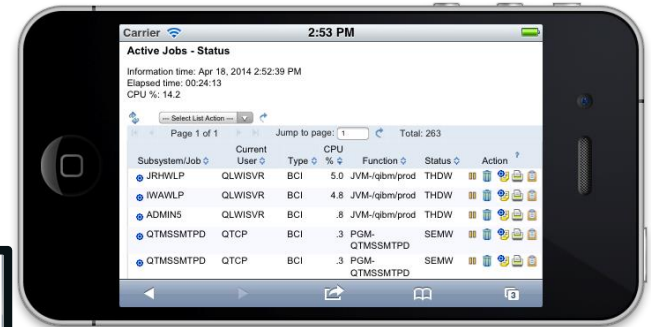 Carrier 2:53 PM
Active Jobs - Status
Information time: Apr 18, 2014 2:52:39 PM
Elapsed time: 00:24:13
CPU %: 14.2
--- Select List Action ---
Page 1 of 1 Jump to page: 1 Total: 263
Subsystem/Job Current User Type CPU % Function Status Action ?
JRHWLP QLWISVR BCI 5.0 JVM-/qibm/prod THDW
IWAWLP QLWISVR BCI 4.8 JVM-/qibm/prod THDW
ADMIN5 QLWISVR BCI .8 JVM-/qibm/prod THDW
QTMSSMTPD QTCP BCI .3 PGM-QTMSSMTPD SEMW
QTMSSMTPD QTCP BCI .3 PGM-QTMSSMTPD SEMW
3